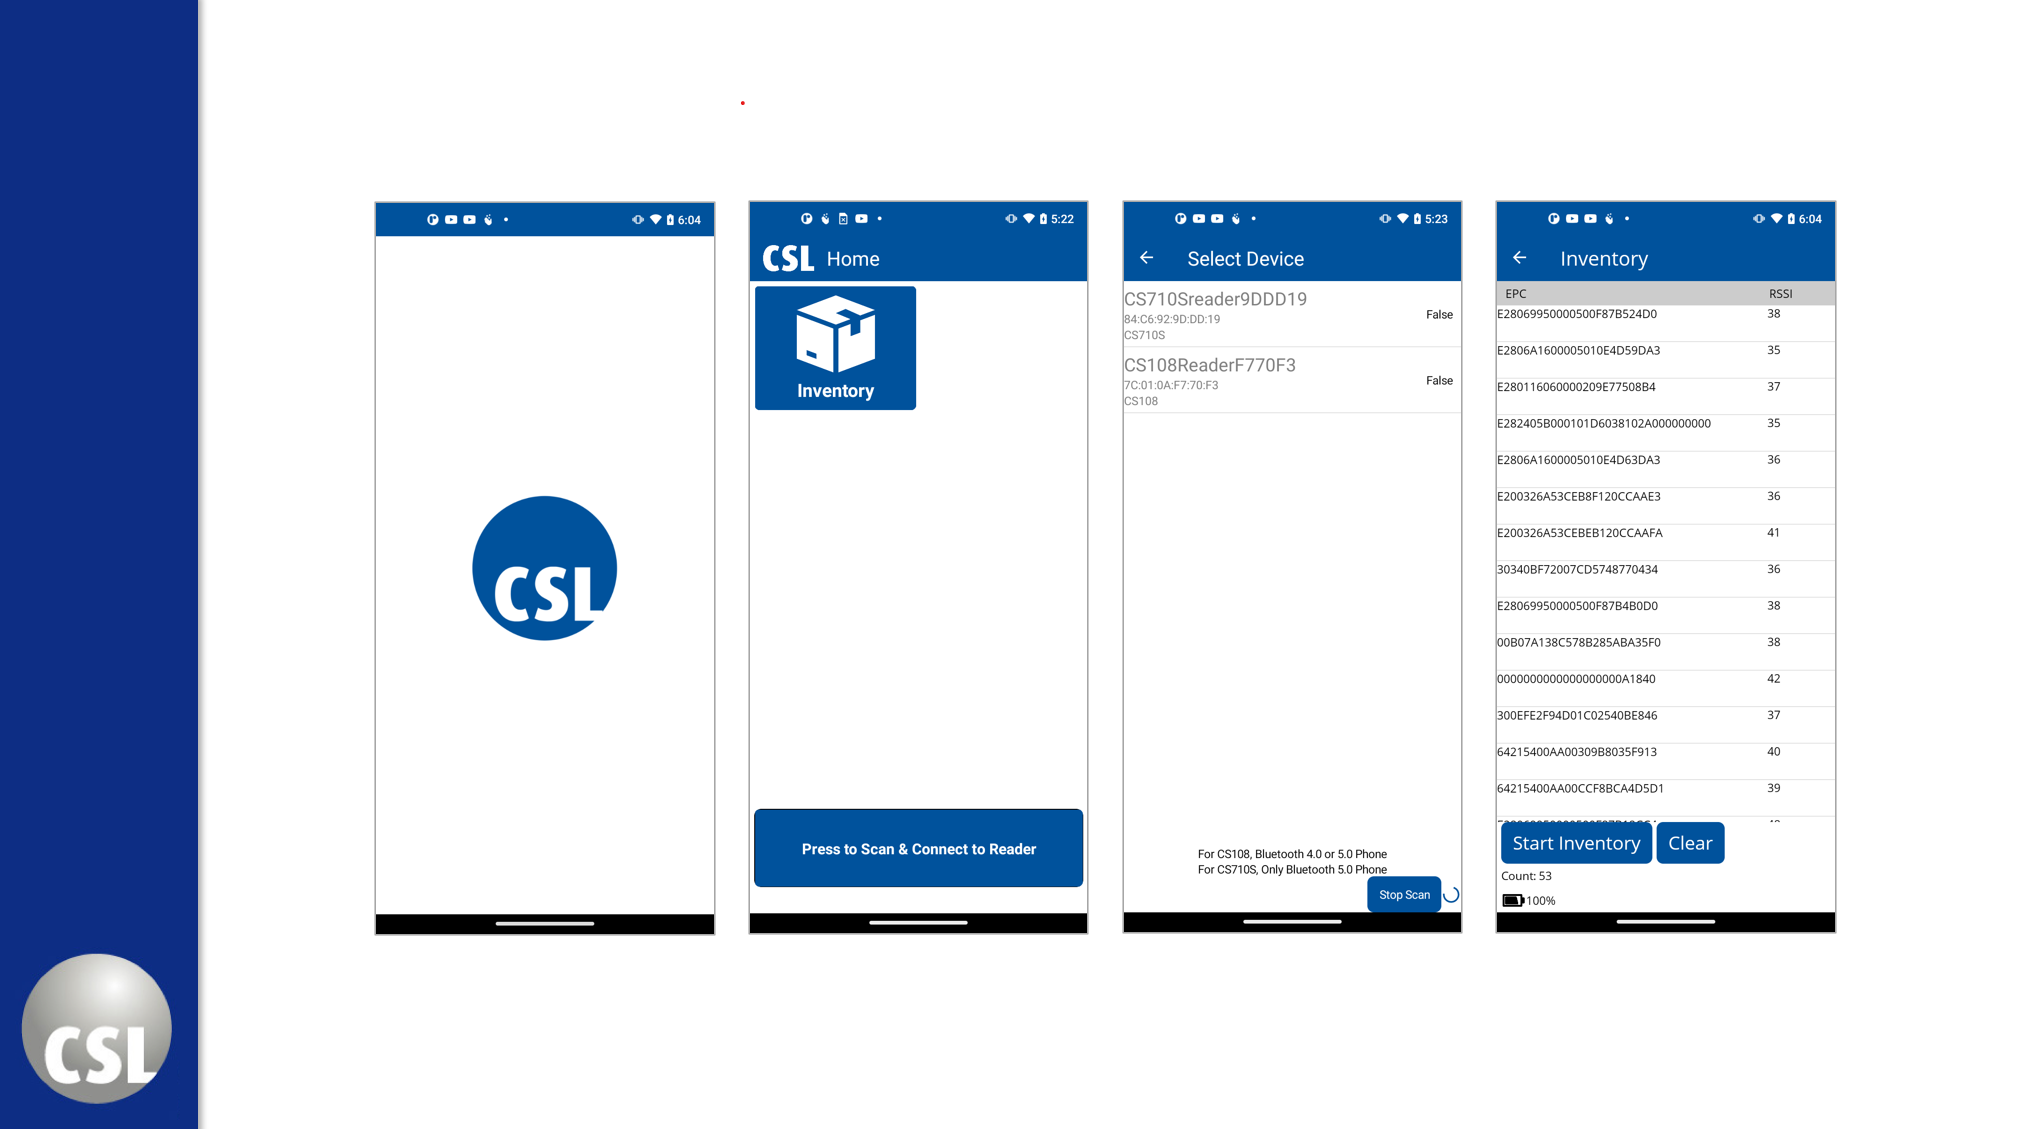 6:04
CSL
5:22
CSL Home
Inventory
Press to Scan & Connect to Reader
5:23
Select Device
CS710Sreader9DDD19
84:C6:92:9D:DD:19
CS710S
False
CS108ReaderF770F3
7C:01:0A:F7:70:F3
CS108
False
For CS108, Bluetooth 4.0 or 5.0 Phone
For CS710S, Only Bluetooth 5.0 Phone
Stop Scan
6:04
Inventory
EPC RSSI
E28069950000500F87B524D0 38
E2806A1600005010E4D59DA3 35
E280116060000209E77508B4 37
E282405B000101D6038102A000000000 35
E2806A1600005010E4D63DA3 36
E200326A53CEB8F120CCAAE3 36
E200326A53CEBEB120CCAAFA 41
30340BF72007CD5748770434 36
E28069950000500F87B4B0D0 38
00B07A138C578B285ABA35F0 38
0000000000000000000A1840 42
300EFE2F94D01C02540BE846 37
64215400AA00309B8035F913 40
64215400AA00CCF8BCA4D5D1 39
Start Inventory Clear
Count: 53
100%
CSL